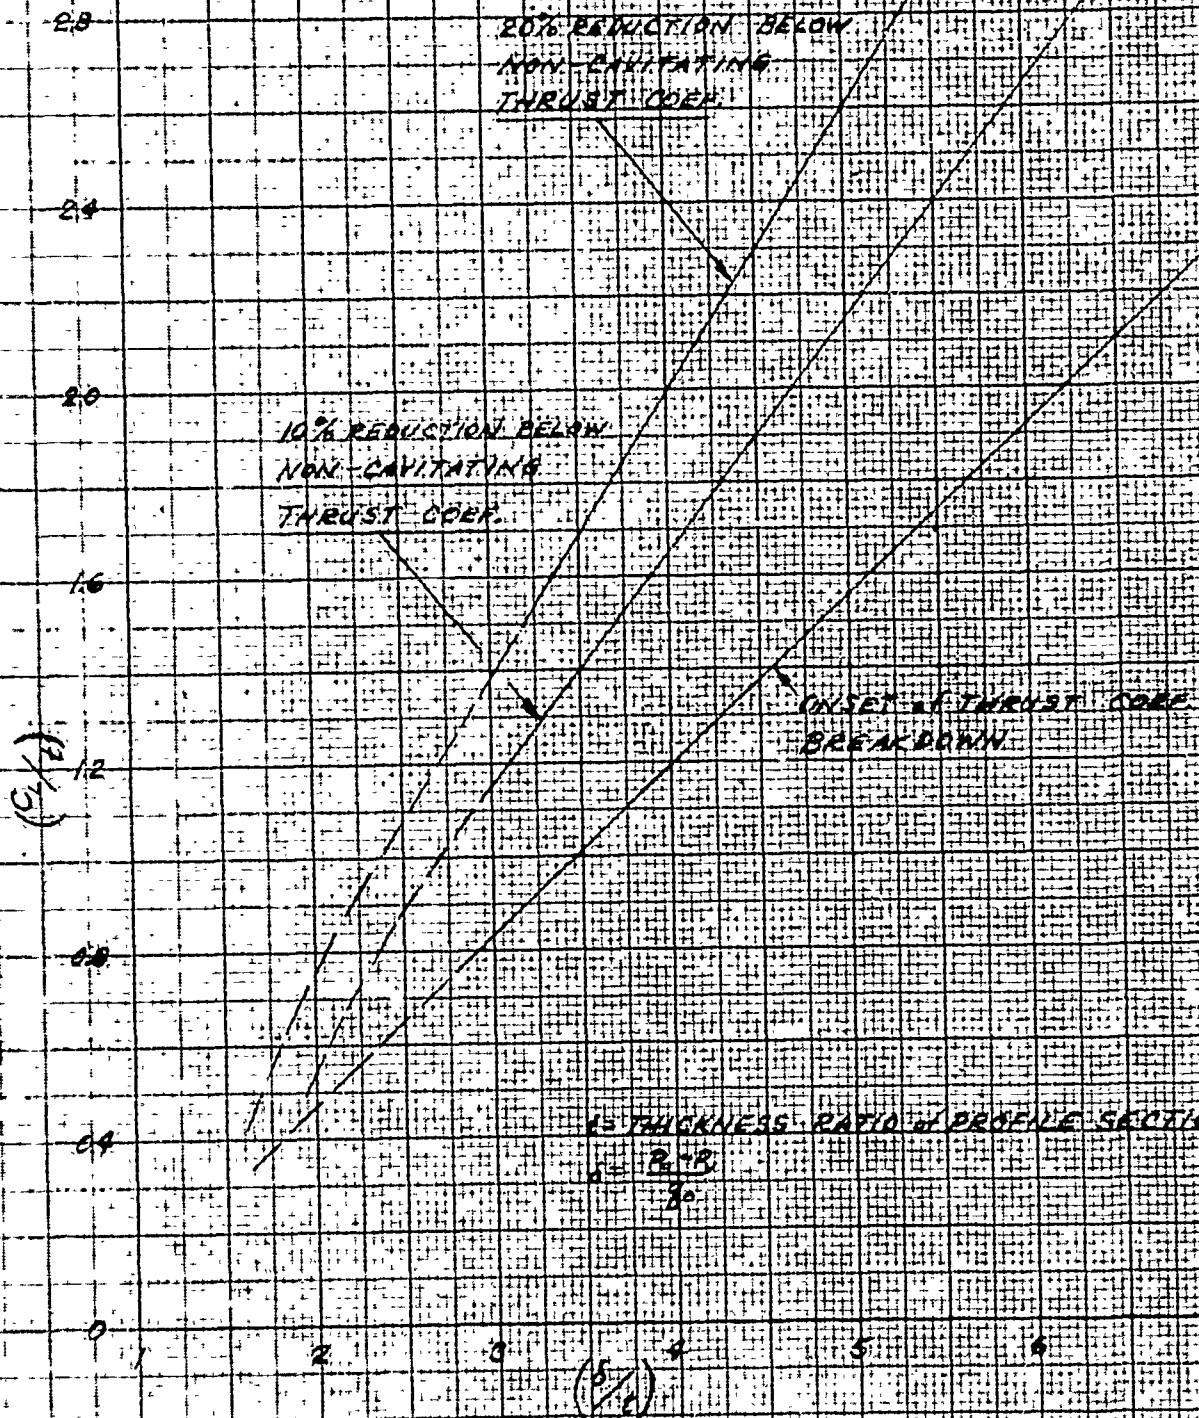 2.8
20% REDUCTION BELOW
NON-CAVITATING
THRUST COEF.
2.4
2.0
10% REDUCTION BELOW
NON-CAVITATING
THRUST COEF.
1.6
ONSET of THRUST COEF.
BREAKDOWN
1.2
0.8
t = THICKNESS RATIO of PROFILE SECTI
0.4
0
1 2 3 4 5 6